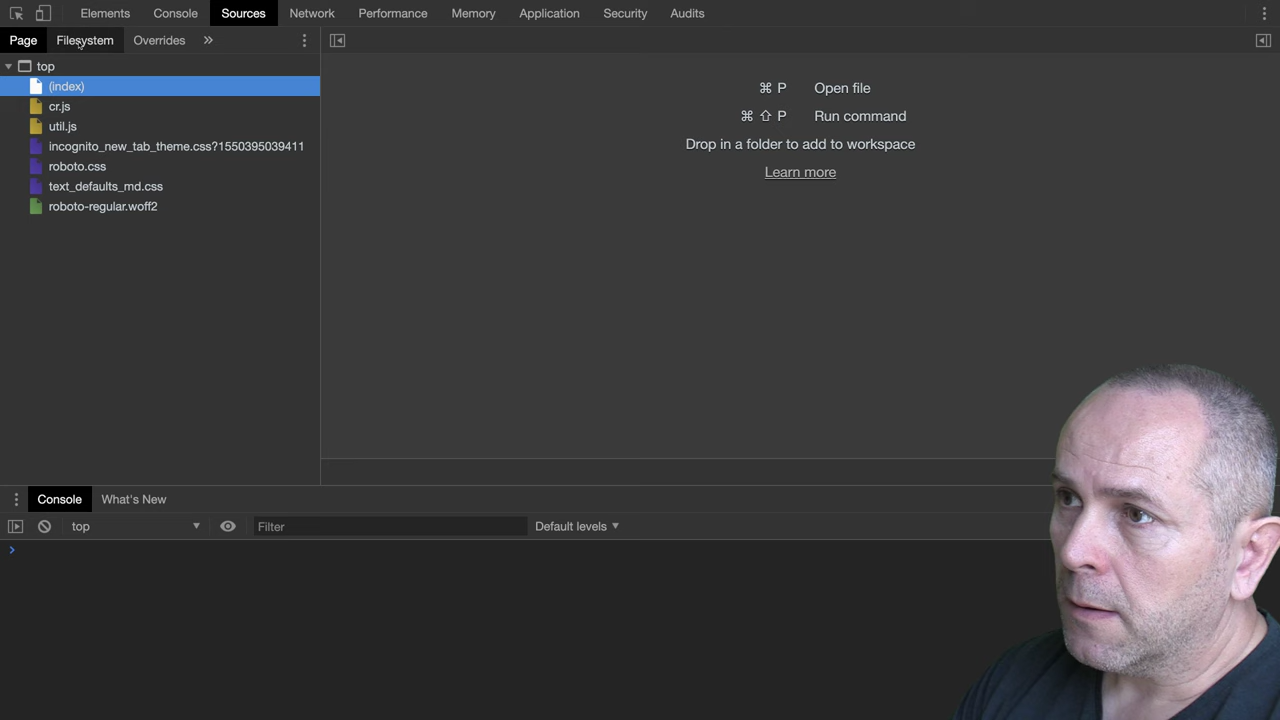 Elements Console Sources Network Performance Memory Application Security Audits
Page Filesystem Overrides »
top
(index)
cr.js
util.js
incognito_new_tab_theme.css?1550395039411
roboto.css
text_defaults_md.css
roboto-regular.woff2
⌘ P Open file
⌘ ⇧ P Run command
Drop in a folder to add to workspace
Learn more
Console What's New
top Filter Default levels